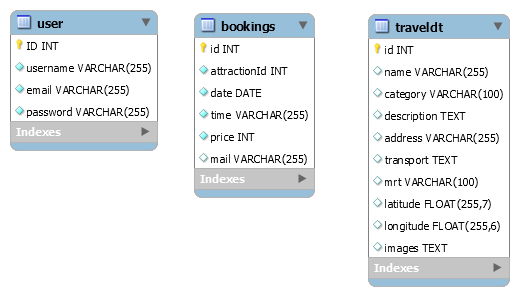 user
ID INT
username VARCHAR(255)
email VARCHAR(255)
password VARCHAR(255)
Indexes
bookings
id INT
attractionId INT
date DATE
time VARCHAR(255)
price INT
mail VARCHAR(255)
Indexes
traveldt
id INT
name VARCHAR(255)
category VARCHAR(100)
description TEXT
address VARCHAR(255)
transport TEXT
mrt VARCHAR(100)
latitude FLOAT(255,7)
longitude FLOAT(255,6)
images TEXT
Indexes